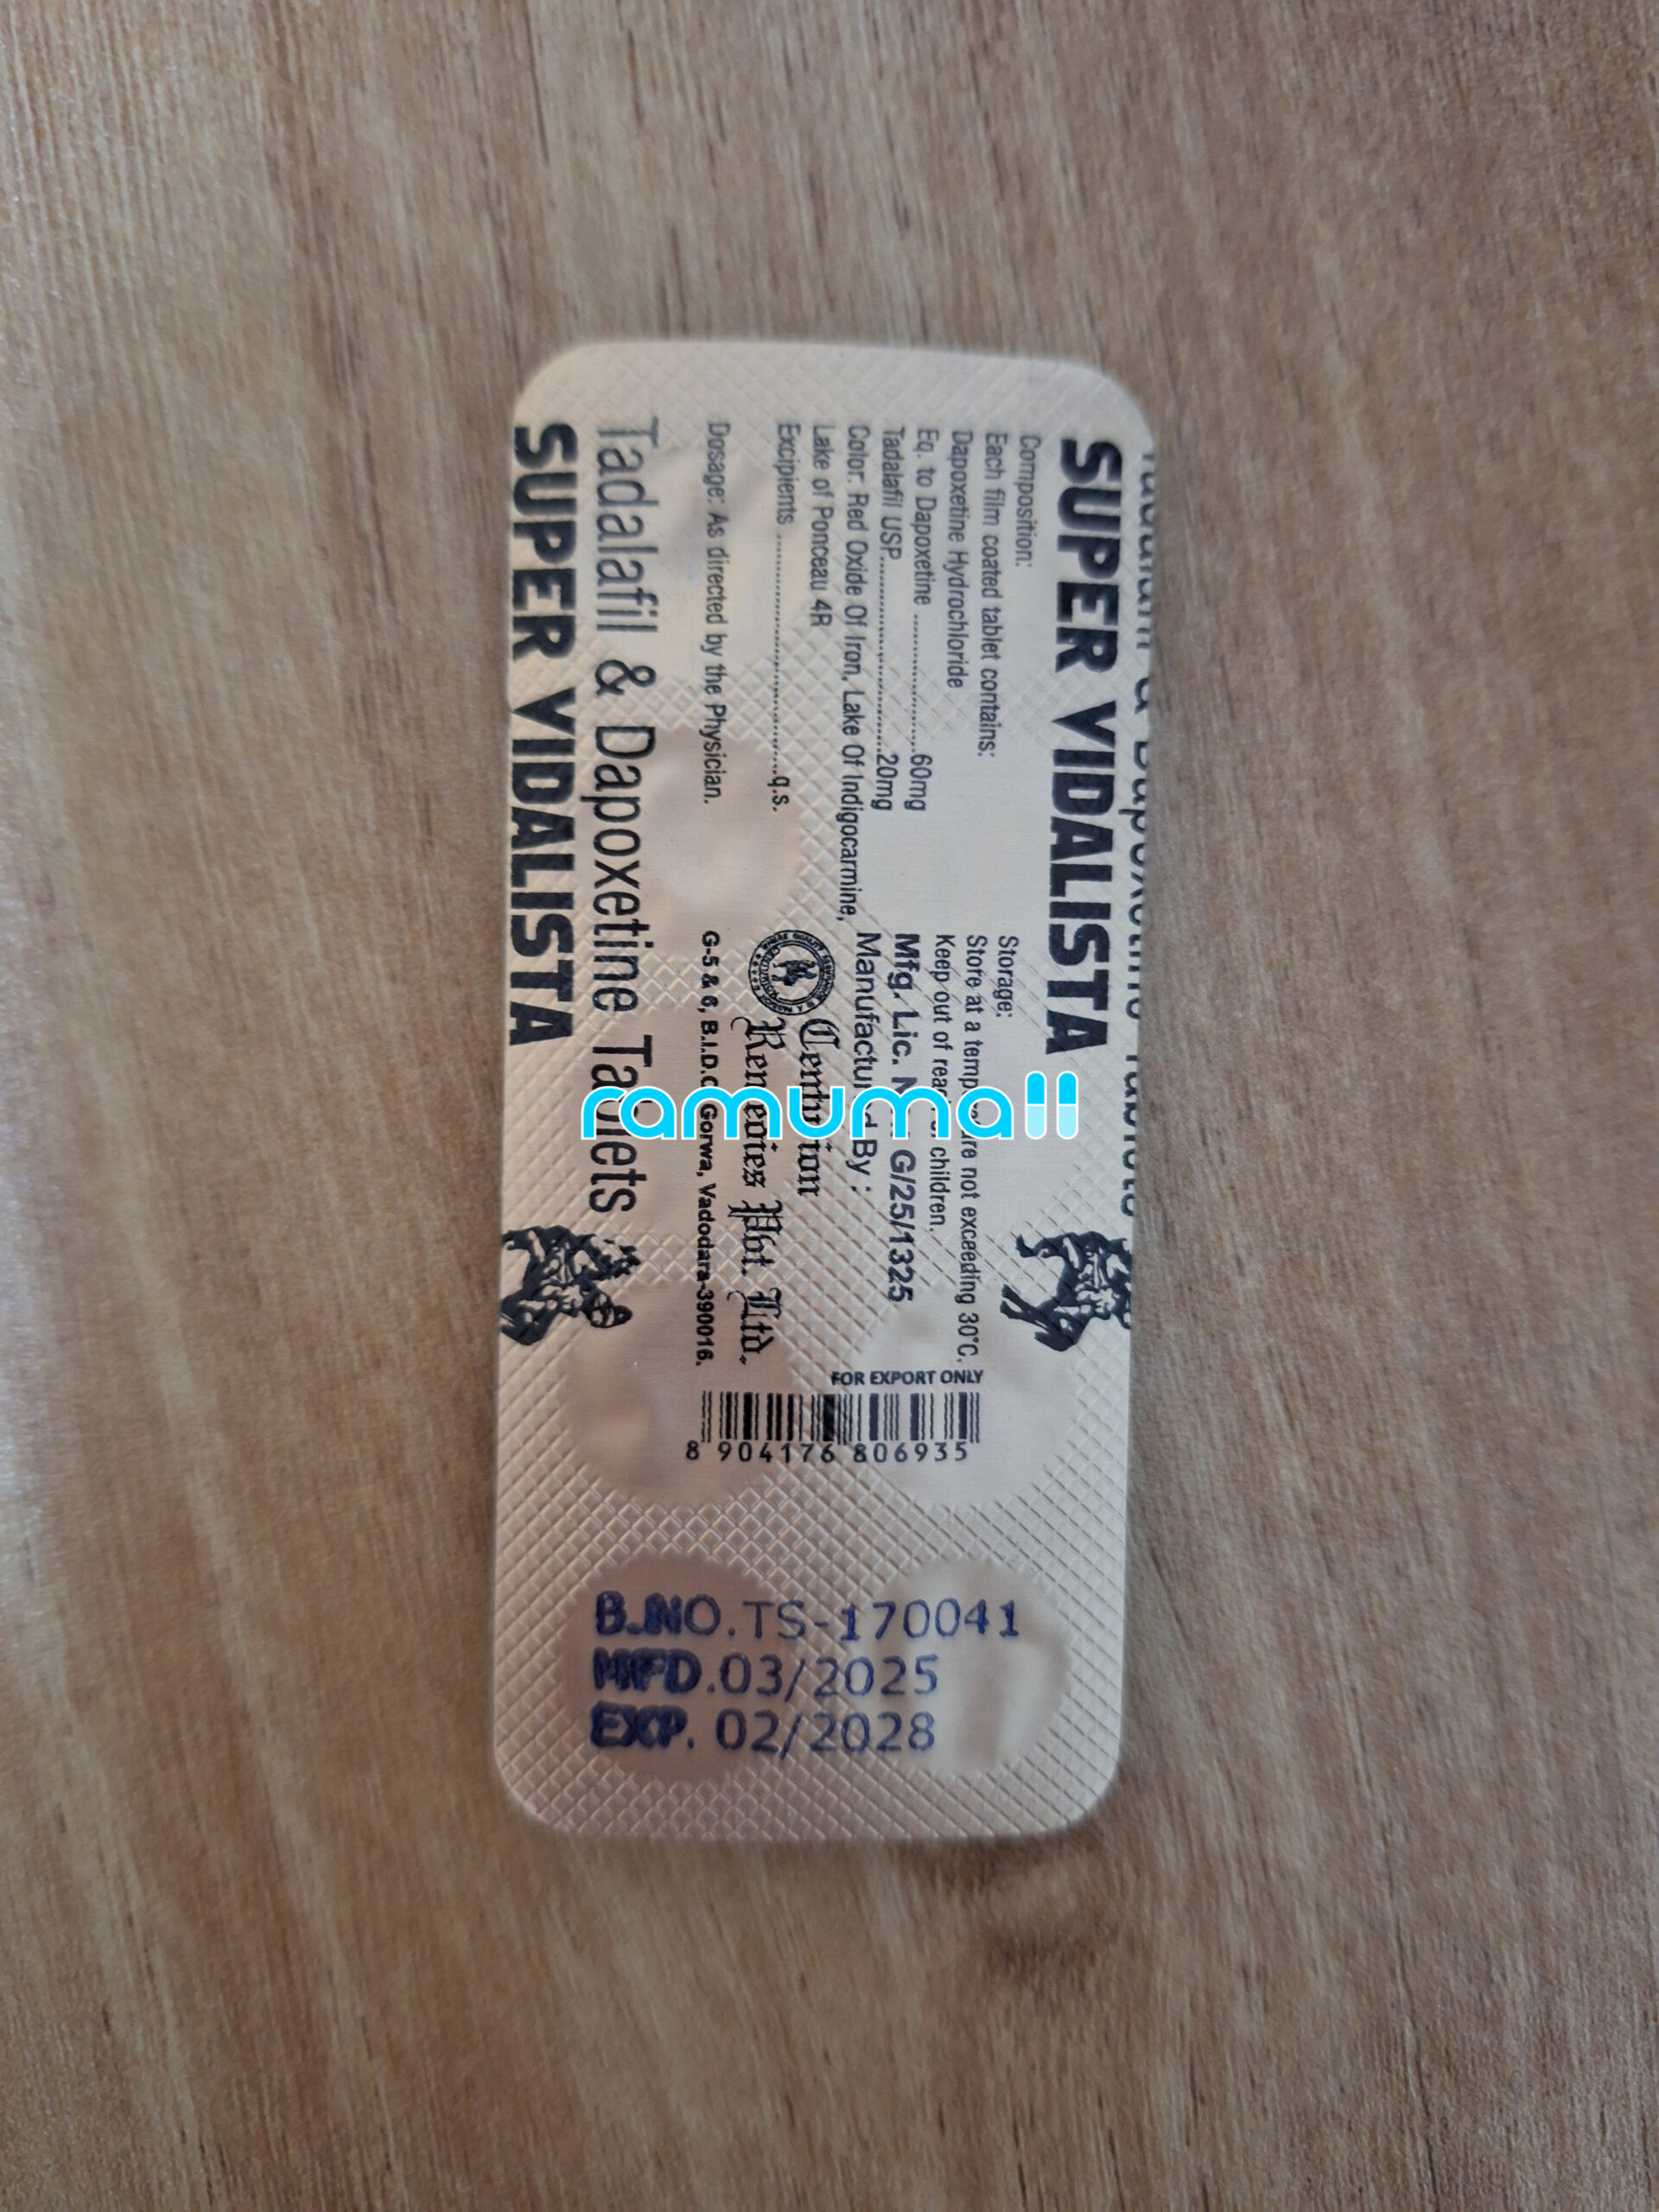 SUPER VIDALISTA
Composition:
Each film coated tablet contains:
Dapoxetine Hydrochloride
Eq. to Dapoxetine ..................60mg
Tadalafil USP..........................20mg
Color: Red Oxide Of Iron, Lake Of Indigocarmine,
Lake of Ponceau 4R
Excipients ................................q.s.
Dosage: As directed by the Physician.
Storage:
Store at a temperature not exceeding 30°C.
Keep out of reach of children.
Mfg. Lic. G/25/1325
Manufactured By :
Centurion
Remedies Pvt. Ltd.
G-5 & 6, B.I.D.C. Gorwa, Vadodara-390016.
FOR EXPORT ONLY
8 904176 806935
Tadalafil & Dapoxetine Tablets
SUPER VIDALISTA
B.NO.TS-170041
MFD.03/2025
EXP. 02/2028
ramumall